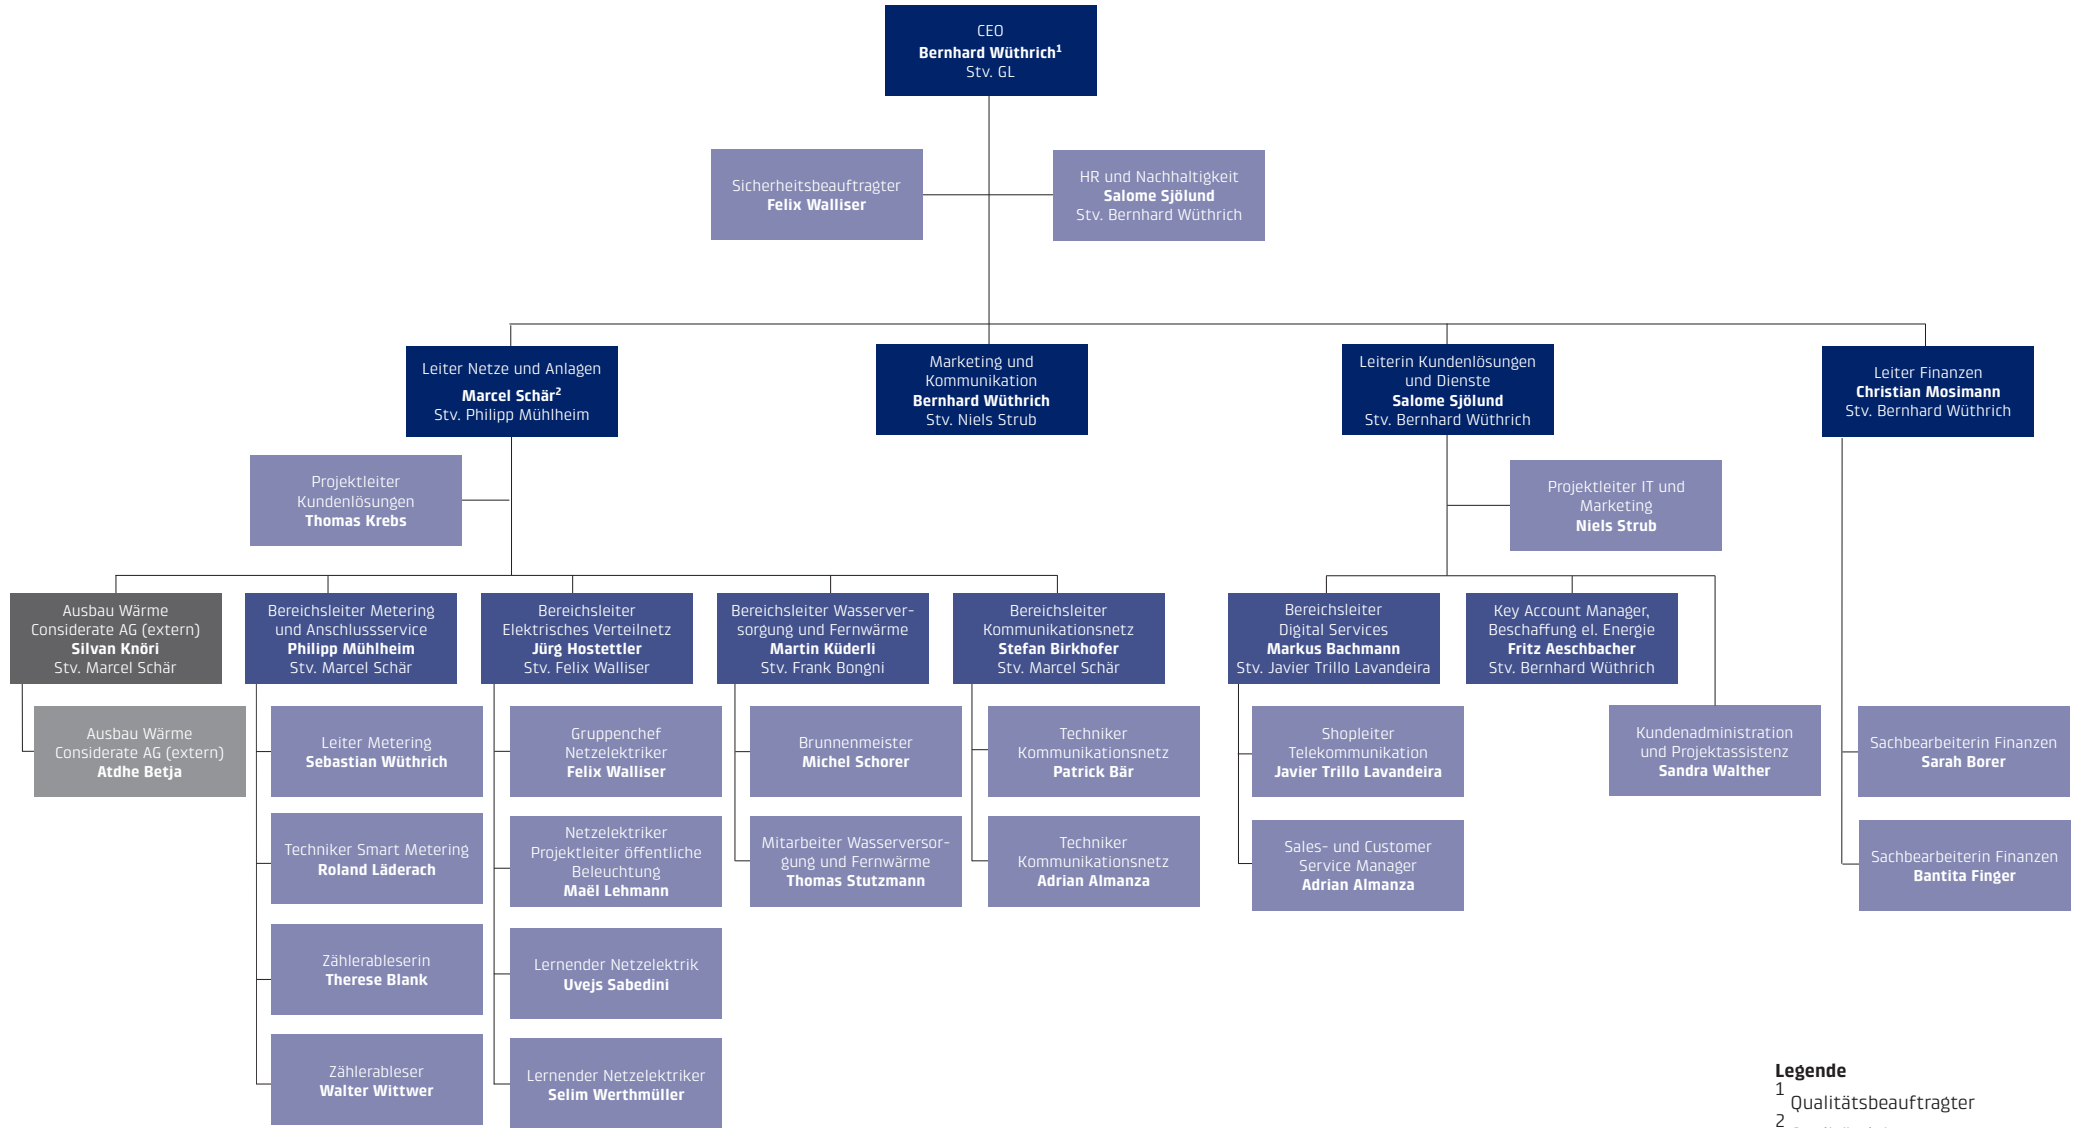 CEO
Bernhard Wüthrich¹
Stv. GL
Sicherheitsbeauftragter
Felix Walliser
HR und Nachhaltigkeit
Salome Sjölund
Stv. Bernhard Wüthrich
Leiter Netze und Anlagen
Marcel Schär²
Stv. Philipp Mühlheim
Marketing und
Kommunikation
Bernhard Wüthrich
Stv. Niels Strub
Leiterin Kundenlösungen
und Dienste
Salome Sjölund
Stv. Bernhard Wüthrich
Leiter Finanzen
Christian Mosimann
Stv. Bernhard Wüthrich
Projektleiter
Kundenlösungen
Thomas Krebs
Projektleiter IT und
Marketing
Niels Strub
Ausbau Wärme
Considerate AG (extern)
Silvan Knöri
Stv. Marcel Schär
Bereichsleiter Metering
und Anschlussservice
Philipp Mühlheim
Stv. Marcel Schär
Bereichsleiter
Elektrisches Verteilnetz
Jürg Hostettler
Stv. Felix Walliser
Bereichsleiter Wasserver-
sorgung und Fernwärme
Martin Küderli
Stv. Frank Bongni
Bereichsleiter
Kommunikationsnetz
Stefan Birkhofer
Stv. Marcel Schär
Bereichsleiter
Digital Services
Markus Bachmann
Stv. Javier Trillo Lavandeira
Key Account Manager,
Beschaffung el. Energie
Fritz Aeschbacher
Stv. Bernhard Wüthrich
Ausbau Wärme
Considerate AG (extern)
Atdhe Betja
Leiter Metering
Sebastian Wüthrich
Gruppenchef
Netzelektriker
Felix Walliser
Brunnenmeister
Michel Schorer
Techniker
Kommunikationsnetz
Patrick Bär
Shopleiter
Telekommunikation
Javier Trillo Lavandeira
Kundenadministration
und Projektassistenz
Sandra Walther
Sachbearbeiterin Finanzen
Sarah Borer
Techniker Smart Metering
Roland Läderach
Netzelektriker
Projektleiter öffentliche
Beleuchtung
Maël Lehmann
Mitarbeiter Wasserversor-
gung und Fernwärme
Thomas Stutzmann
Techniker
Kommunikationsnetz
Adrian Almanza
Sales- und Customer
Service Manager
Adrian Almanza
Sachbearbeiterin Finanzen
Bantita Finger
Zählerableserin
Therese Blank
Lernender Netzelektrik
Uvejs Sabedini
Zählerableser
Walter Wittwer
Lernender Netzelektriker
Selim Werthmüller
Legende
1 Qualitätsbeauftragter
2